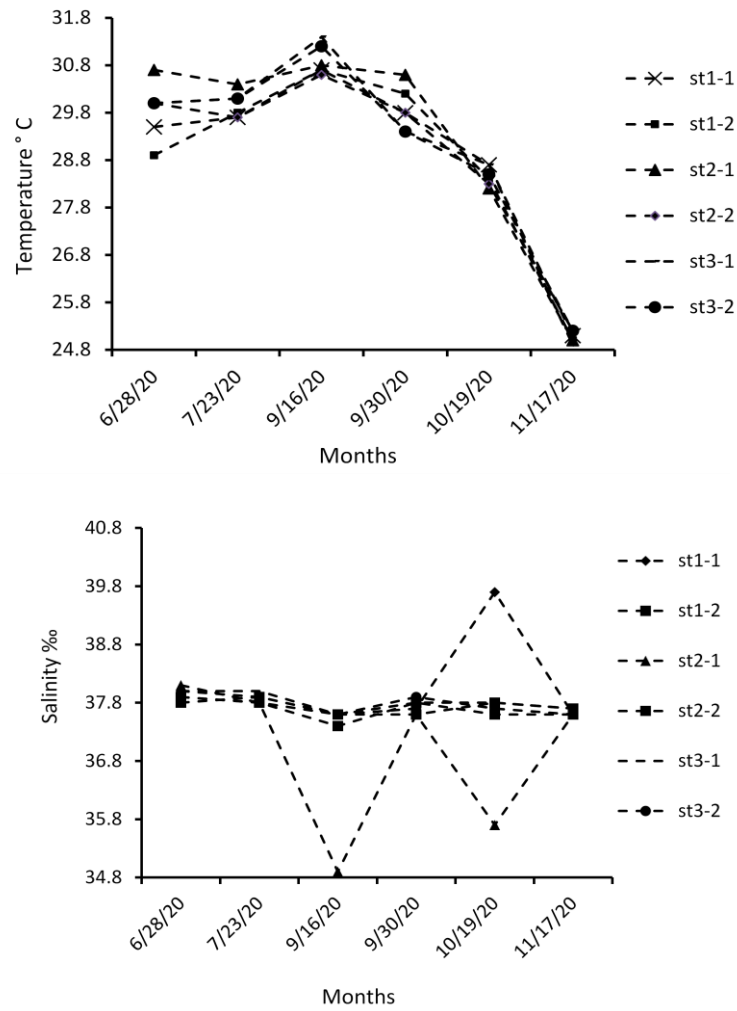 31.8
30.8
29.8
28.8
27.8
26.8
25.8
24.8
Temperature ° C
6/28/20
7/23/20
9/16/20
9/30/20
10/19/20
11/17/20
Months
st1-1
st1-2
st2-1
st2-2
st3-1
st3-2
40.8
39.8
38.8
37.8
36.8
35.8
34.8
Salinity ‰
6/28/20
7/23/20
9/16/20
9/30/20
10/19/20
11/17/20
Months
st1-1
st1-2
st2-1
st2-2
st3-1
st3-2